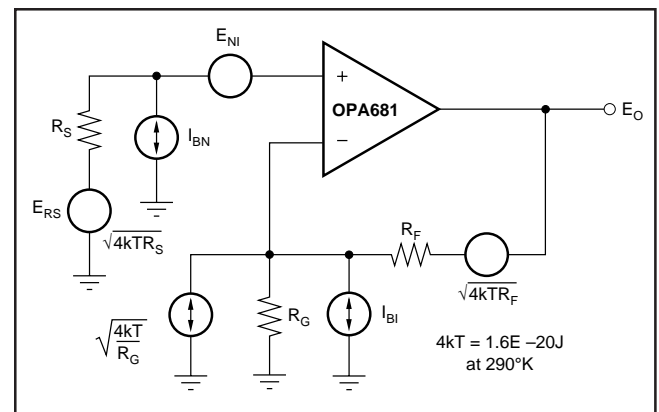 E_NI
+
OPA681
−
E_O
R_S
I_BN
E_RS
√4kTR_S
R_F
√4kTR_F
√4kT/R_G
R_G
I_BI
4kT = 1.6E –20J
at 290°K